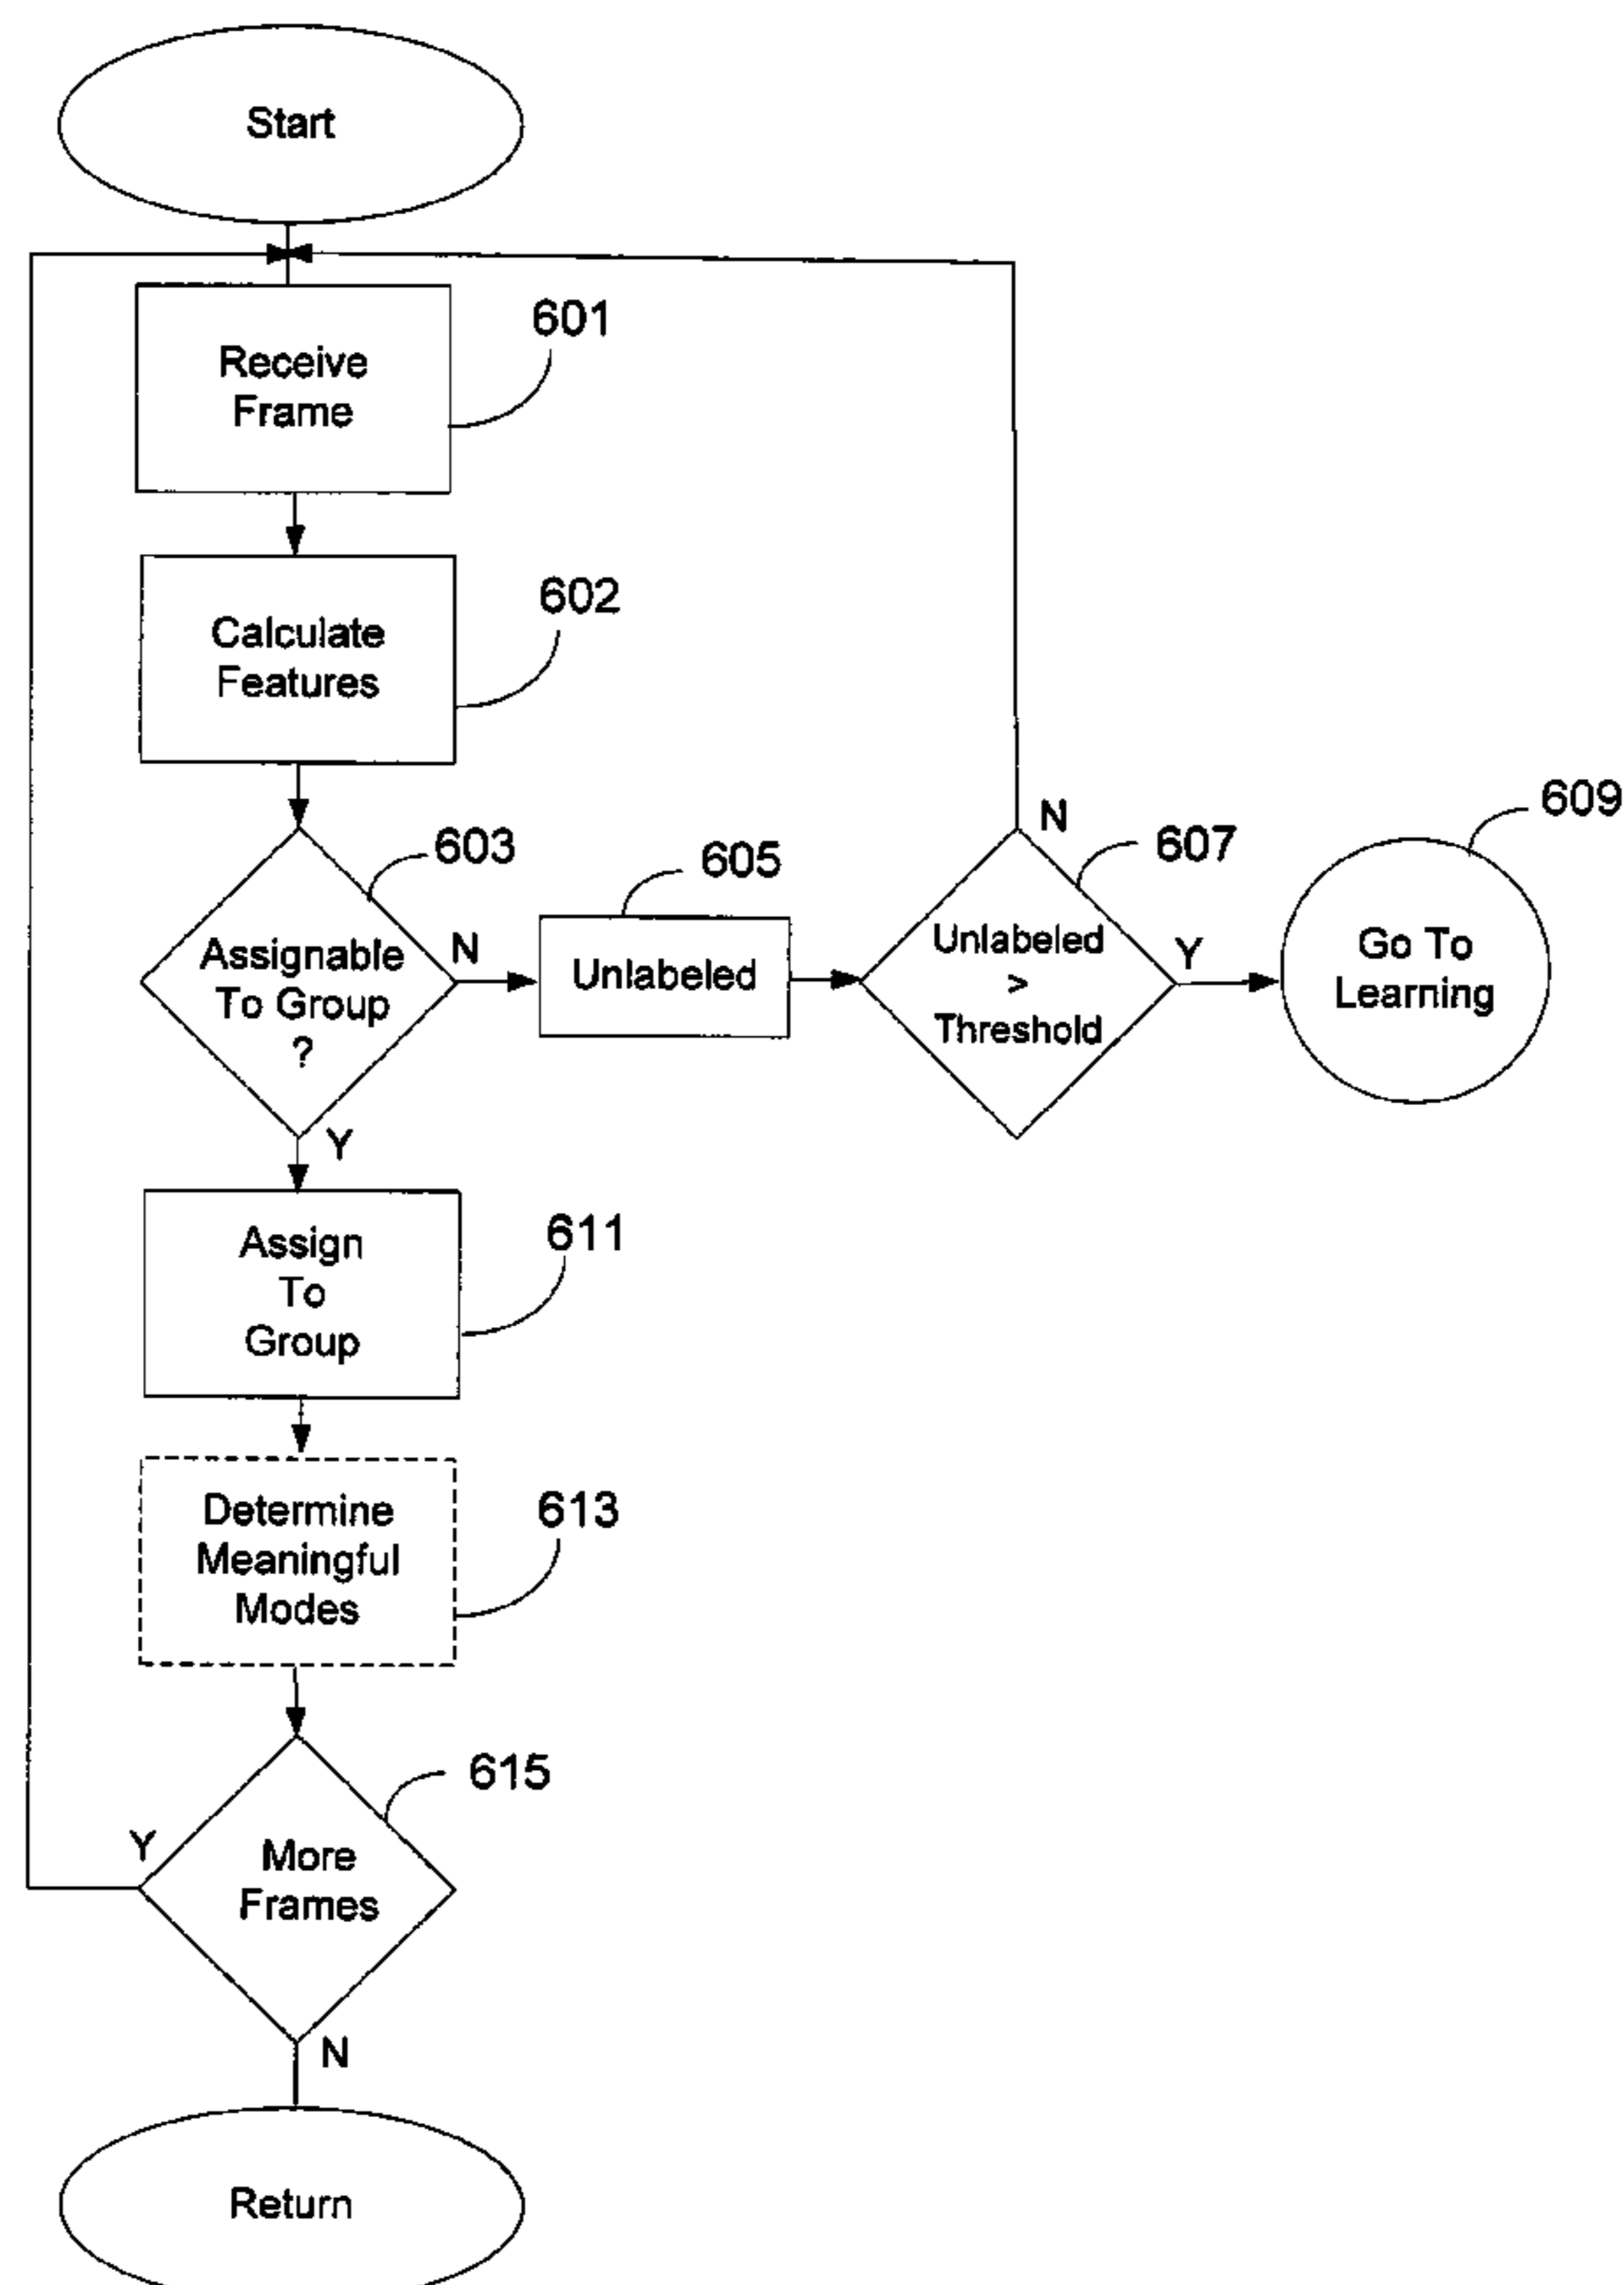 Start
601
Receive
Frame
602
Calculate
Features
603
Assignable
To Group
?
N
Y
605
Unlabeled
607
Unlabeled
>
Threshold
N
Y
609
Go To
Learning
611
Assign
To
Group
613
Determine
Meaningful
Modes
615
More
Frames
Y
N
Return